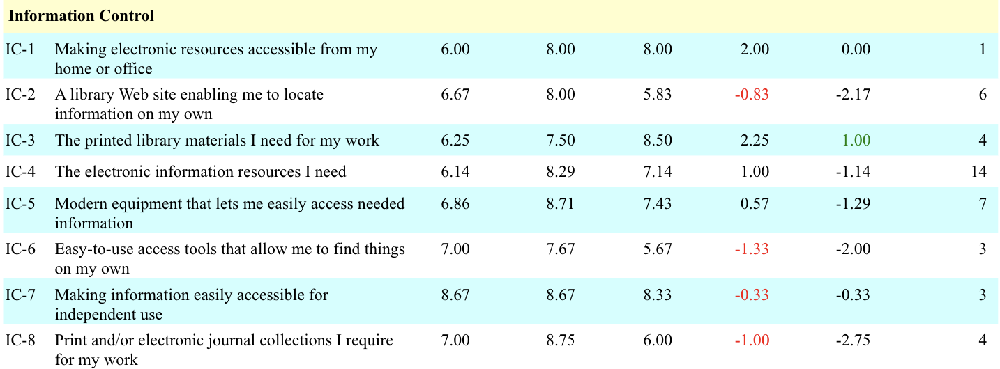 Information Control
IC-1 Making electronic resources accessible from my 6.00 8.00 8.00 2.00 0.00 1
home or office
IC-2 A library Web site enabling me to locate 6.67 8.00 5.83 -0.83 -2.17 6
information on my own
IC-3 The printed library materials I need for my work 6.25 7.50 8.50 2.25 1.00 4
IC-4 The electronic information resources I need 6.14 8.29 7.14 1.00 -1.14 14
IC-5 Modern equipment that lets me easily access needed 6.86 8.71 7.43 0.57 -1.29 7
information
IC-6 Easy-to-use access tools that allow me to find things 7.00 7.67 5.67 -1.33 -2.00 3
on my own
IC-7 Making information easily accessible for 8.67 8.67 8.33 -0.33 -0.33 3
independent use
IC-8 Print and/or electronic journal collections I require 7.00 8.75 6.00 -1.00 -2.75 4
for my work